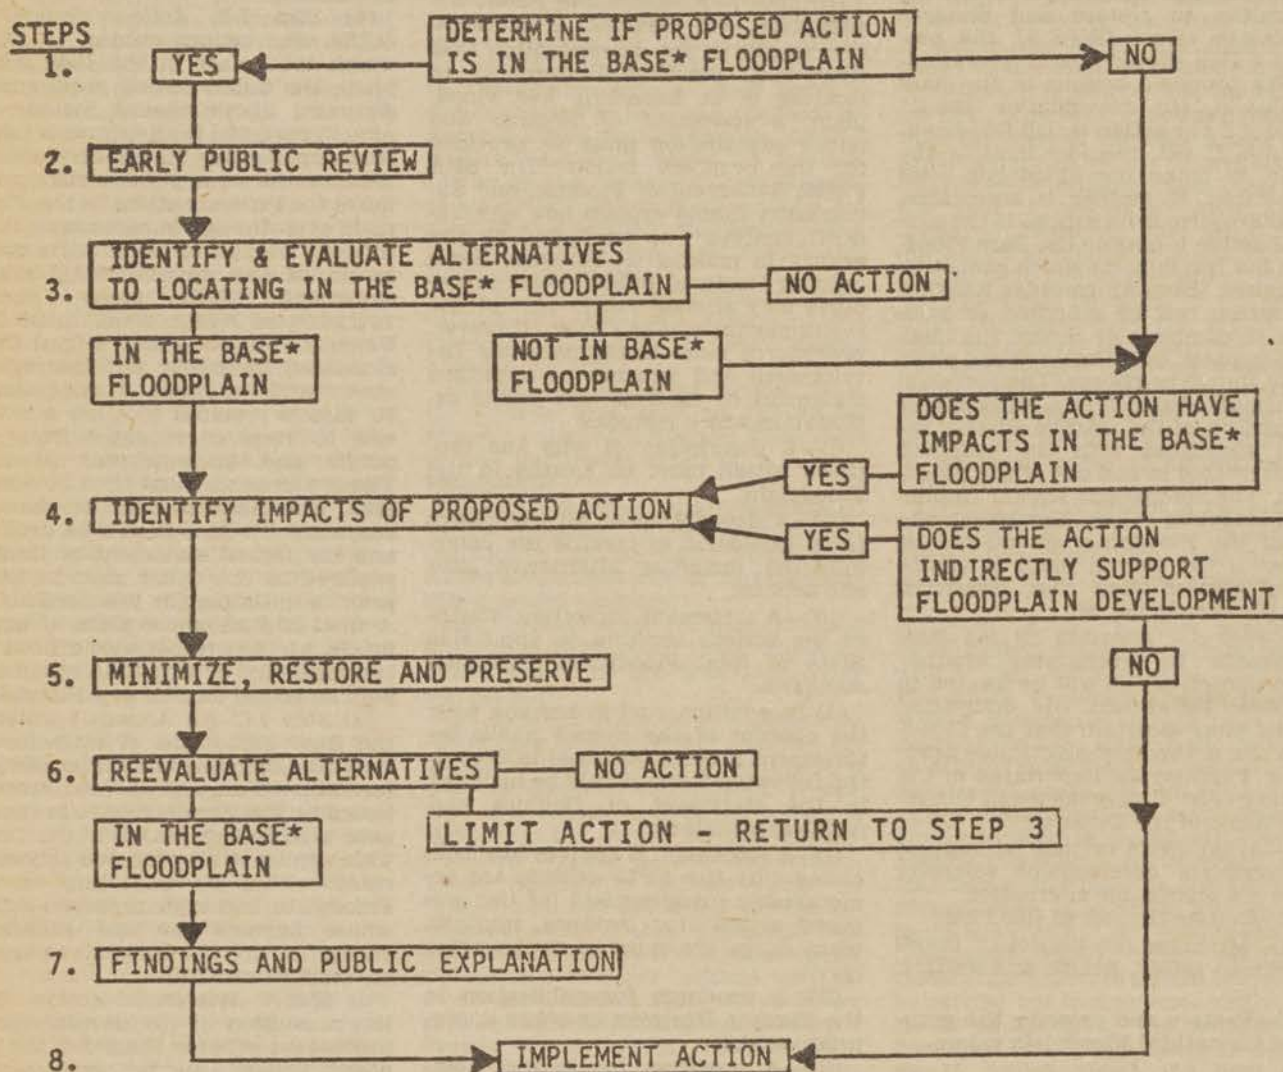 STEPS
1.
YES
DETERMINE IF PROPOSED ACTION
IS IN THE BASE* FLOODPLAIN
NO
2.
EARLY PUBLIC REVIEW
3.
IDENTIFY & EVALUATE ALTERNATIVES
TO LOCATING IN THE BASE* FLOODPLAIN
NO ACTION
IN THE BASE*
FLOODPLAIN
NOT IN BASE*
FLOODPLAIN
DOES THE ACTION HAVE
IMPACTS IN THE BASE*
FLOODPLAIN
YES
4.
IDENTIFY IMPACTS OF PROPOSED ACTION
YES
DOES THE ACTION
INDIRECTLY SUPPORT
FLOODPLAIN DEVELOPMENT
NO
5.
MINIMIZE, RESTORE AND PRESERVE
6.
REEVALUATE ALTERNATIVES
NO ACTION
LIMIT ACTION - RETURN TO STEP 3
IN THE BASE*
FLOODPLAIN
7.
FINDINGS AND PUBLIC EXPLANATION
8.
IMPLEMENT ACTION